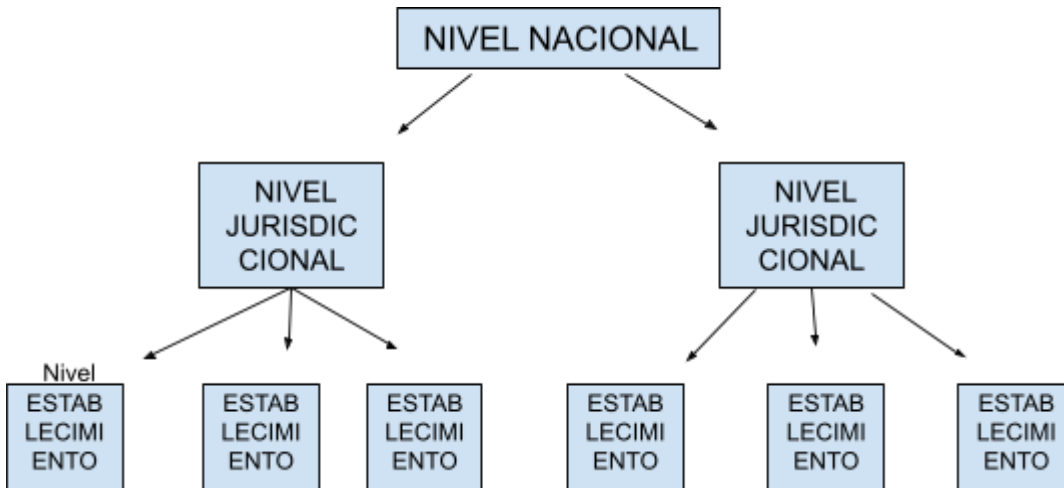 NIVEL NACIONAL
NIVEL
JURISDIC
CIONAL
NIVEL
JURISDIC
CIONAL
Nivel
ESTAB
LECIMI
ENTO
ESTAB
LECIMI
ENTO
ESTAB
LECIMI
ENTO
ESTAB
LECIMI
ENTO
ESTAB
LECIMI
ENTO
ESTAB
LECIMI
ENTO